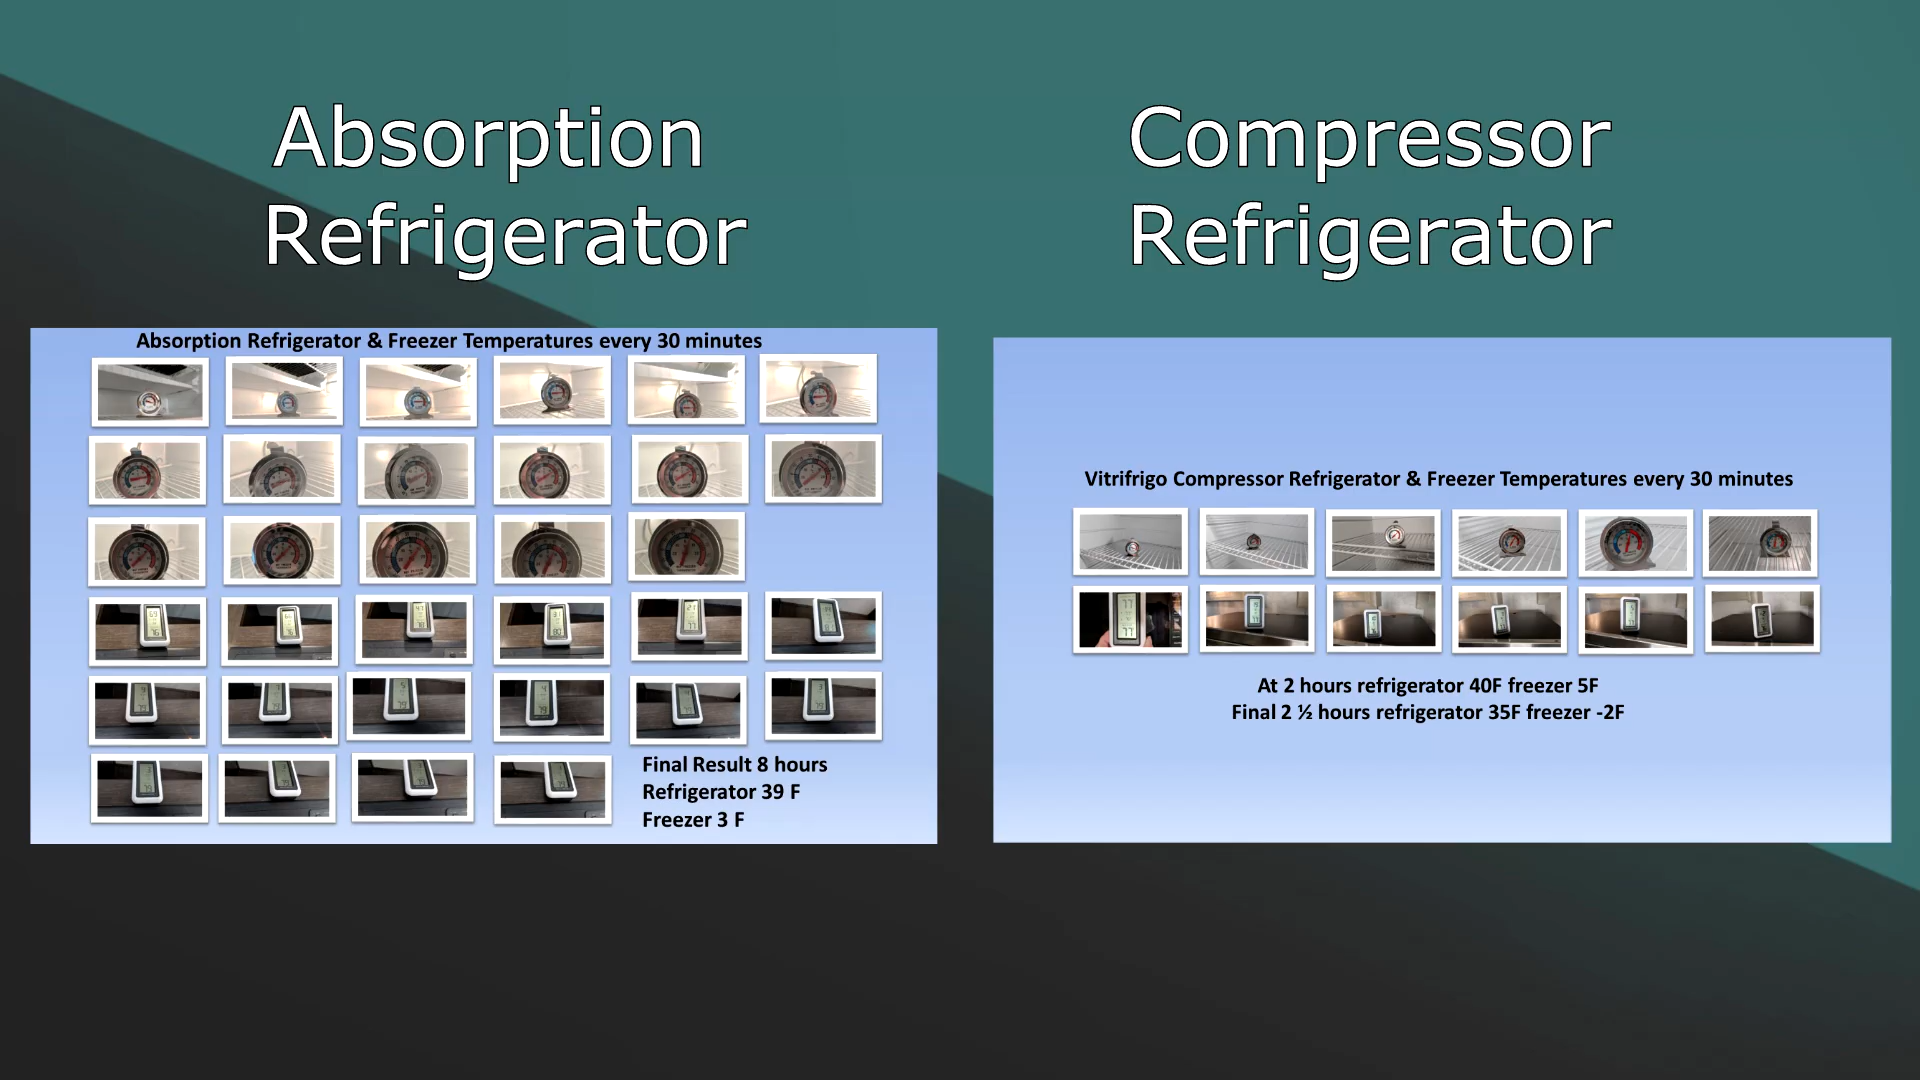 Absorption
Refrigerator
Compressor
Refrigerator
Absorption Refrigerator & Freezer Temperatures every 30 minutes
Final Result 8 hours
Refrigerator 39 F
Freezer 3 F
Vitrifrigo Compressor Refrigerator & Freezer Temperatures every 30 minutes
77
77
At 2 hours refrigerator 40F freezer 5F
Final 2 ½ hours refrigerator 35F freezer -2F